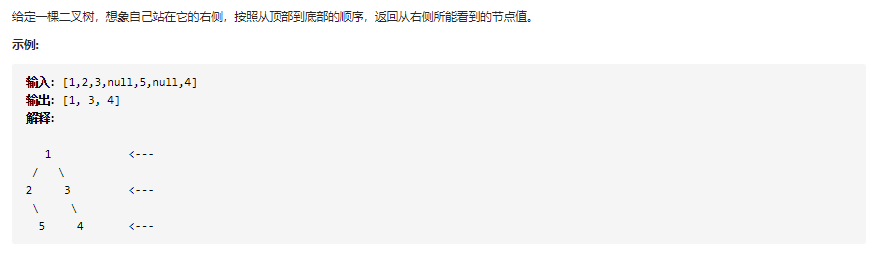 给定一棵二叉树，想象自己站在它的右侧，按照从顶部到底部的顺序，返回从右侧所能看到的节点值。
示例:
输入: [1,2,3,null,5,null,4]
输出: [1, 3, 4]
解释:
1 <---
/ \
2 3 <---
\ \
5 4 <---